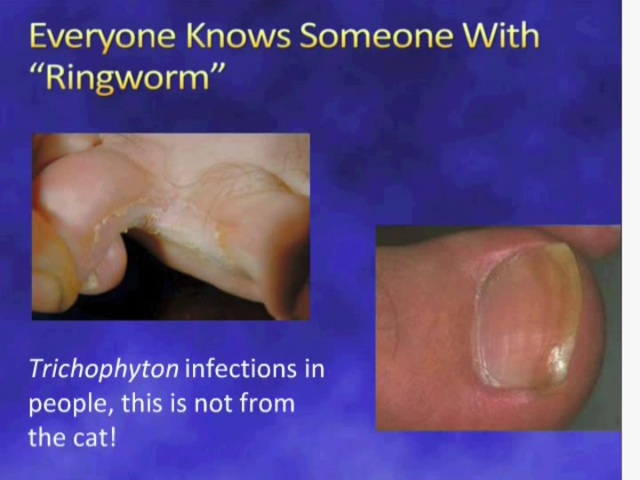 Everyone Knows Someone With
“Ringworm”
Trichophyton infections in
people, this is not from
the cat!